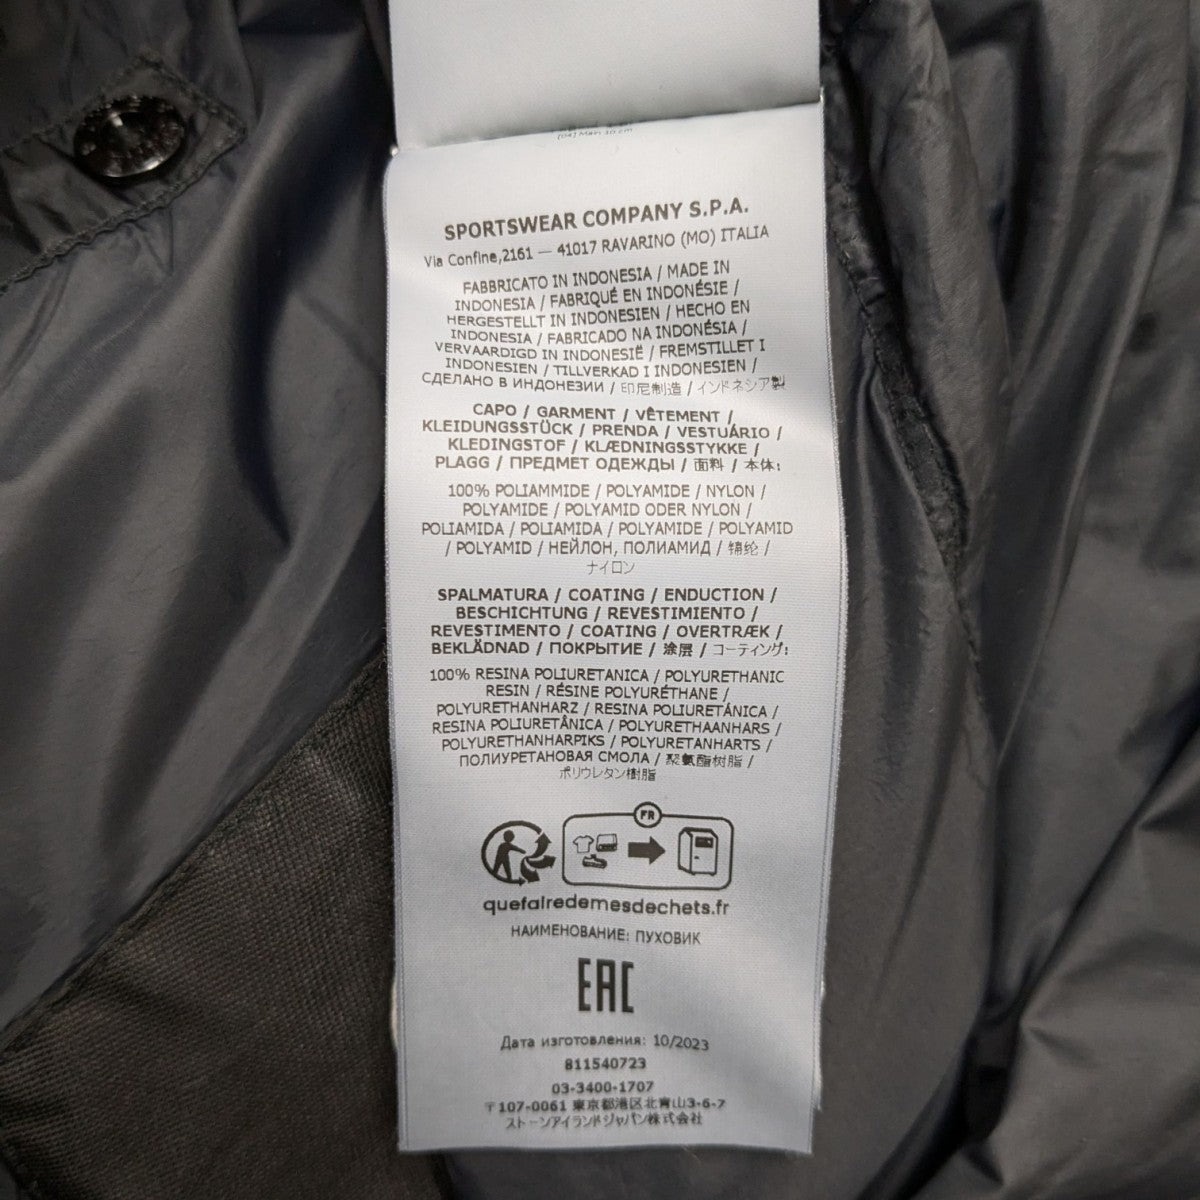 [04] Man 10 cm
SPORTSWEAR COMPANY S.P.A.
Via Confine,2161 — 41017 RAVARINO (MO) ITALIA
FABBRICATO IN INDONESIA / MADE IN
INDONESIA / FABRIQUÉ EN INDONÉSIE /
HERGESTELLT IN INDONESIEN / HECHO EN
INDONESIA / FABRICADO NA INDONÉSIA /
VERVAARDIGD IN INDONESIË / FREMSTILLET I
INDONESIEN / TILLVERKAD I INDONESIEN /
СДЕЛАНО В ИНДОНЕЗИИ / 印尼制造 / インドネシア製
CAPO / GARMENT / VÊTEMENT /
KLEIDUNGSSTÜCK / PRENDA / VESTUÁRIO /
KLEDINGSTOF / KLÆDNINGSSTYKKE /
PLAGG / ПРЕДМЕТ ОДЕЖДЫ / 面料 / 本体:
100% POLIAMMIDE / POLYAMIDE / NYLON /
POLYAMIDE / POLYAMID ODER NYLON /
POLIAMIDA / POLIAMIDA / POLYAMIDE / POLYAMID
/ POLYAMID / НЕЙЛОН, ПОЛИАМИД / 锦纶 /
ナイロン
SPALMATURA / COATING / ENDUCTION /
BESCHICHTUNG / REVESTIMIENTO /
REVESTIMENTO / COATING / OVERTRÆK /
BEKLÄDNAD / ПОКРЫТИЕ / 涂层 / コーティング:
100% RESINA POLIURETANICA / POLYURETHANIC
RESIN / RÉSINE POLYURÉTHANE /
POLYURETHANHARZ / RESINA POLIURETÁNICA /
RESINA POLIURETÂNICA / POLYURETHAANHARS /
POLYURETHANHARPIKS / POLYURETANHARTS /
ПОЛИУРЕТАНОВАЯ СМОЛА / 聚氨酯树脂 /
ポリウレタン樹脂
FR
quefairedemesdechets.fr
НАИМЕНОВАНИЕ: ПУХОВИК
EAC
Дата изготовления: 10/2023
811540723
03-3400-1707
〒107-0061 東京都港区北青山3-6-7
ストーンアイランドジャパン株式会社